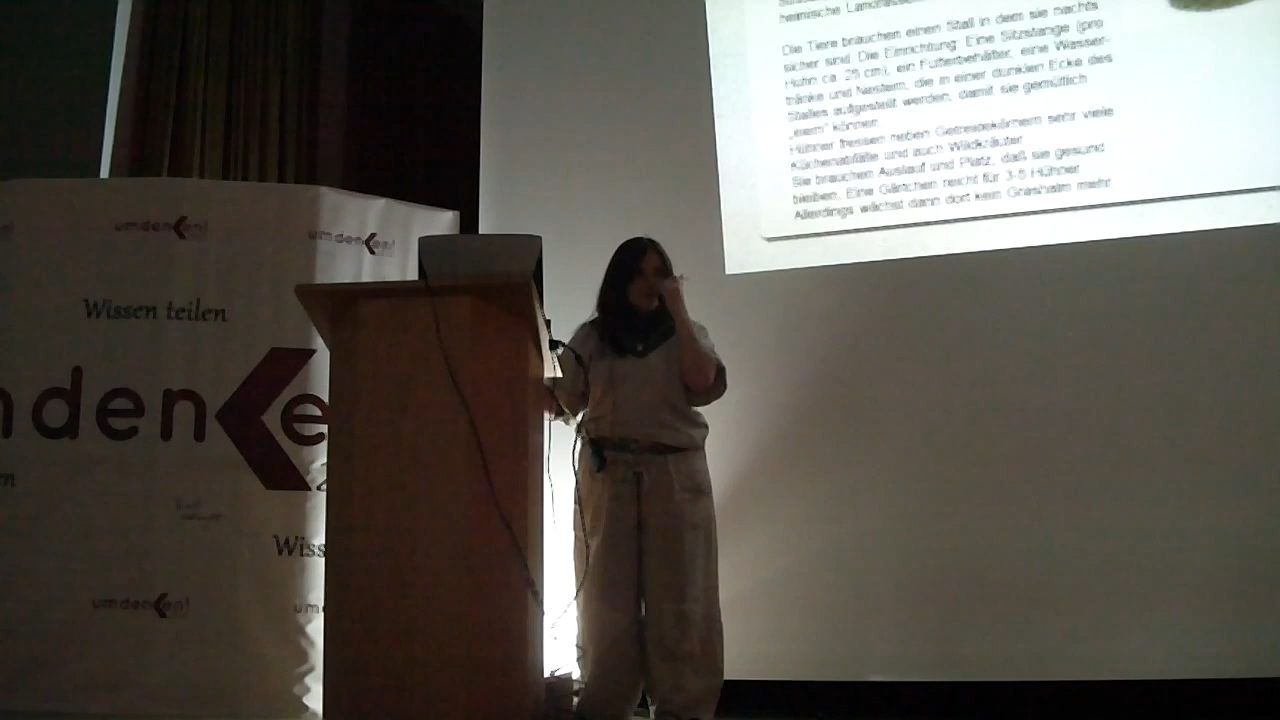 heimische Landrasse
Die Tiere brauchen einen Stall in dem sie nachts
sicher sind. Die Einrichtung: Eine Sitzstange (pro
Huhn ca. 25 cm), ein Futterbehälter, eine Wasser-
tränke und Nestern, die in einer dunklen Ecke des
Stalles aufgestellt werden, damit sie gemütlich
„eiern“ können.
Hühner fressen neben Getreidekörnern sehr viele
Küchenabfälle und auch Wildkräuter
Sie brauchen Auslauf und Platz, daß sie gesund
bleiben. Eine Gärtchen reicht für 3-5 Hühner
Allerdings wächst dann dort kein Grashalm mehr
umdenken!
umdenken!
Wissen teilen
nden<e
Wiss
umdenken!
um